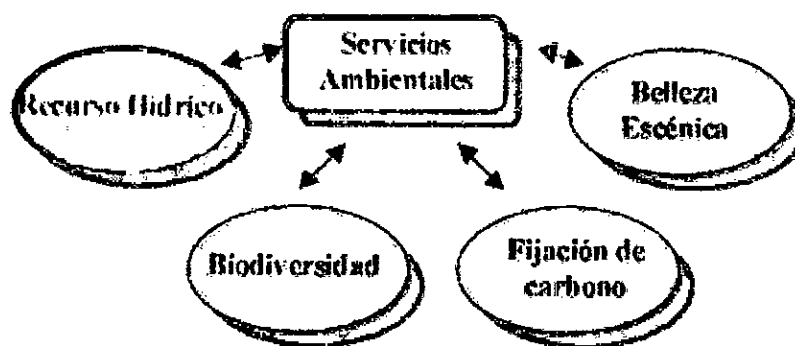 Servicios
Ambientales
Recurso Hídrico
Belleza
Escénica
Biodiversidad
Fijación de
carbono